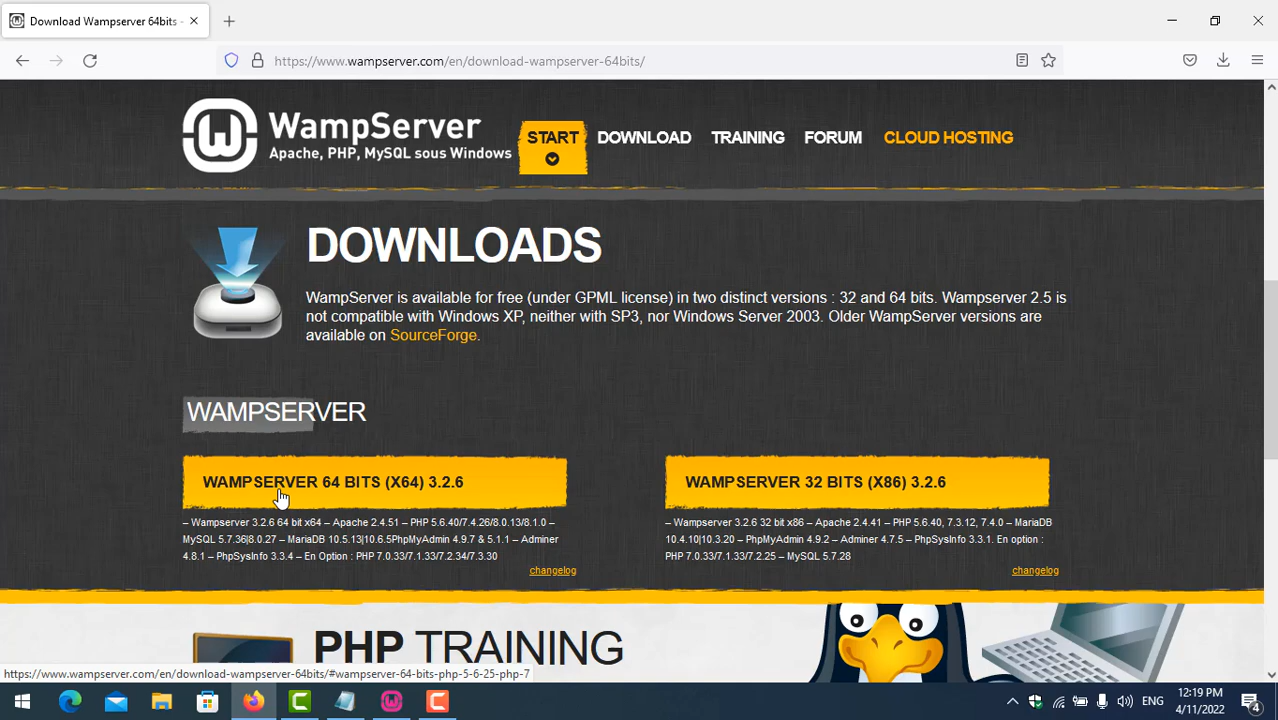 Download Wampserver 64bits -
https://www.wampserver.com/en/download-wampserver-64bits/
WampServer
Apache, PHP, MySQL sous Windows
START
DOWNLOAD
TRAINING
FORUM
CLOUD HOSTING
DOWNLOADS
WampServer is available for free (under GPML license) in two distinct versions : 32 and 64 bits. Wampserver 2.5 is
not compatible with Windows XP, neither with SP3, nor Windows Server 2003. Older WampServer versions are
available on SourceForge.
WAMPSERVER
WAMPSERVER 64 BITS (X64) 3.2.6
– Wampserver 3.2.6 64 bit x64 – Apache 2.4.51 – PHP 5.6.40/7.4.26/8.0.13/8.1.0 –
MySQL 5.7.36|8.0.27 – MariaDB 10.5.13|10.6.5PhpMyAdmin 4.9.7 & 5.1.1 – Adminer
4.8.1 – PhpSysInfo 3.3.4 – En Option : PHP 7.0.33/7.1.33/7.2.34/7.3.30
changelog
WAMPSERVER 32 BITS (X86) 3.2.6
– Wampserver 3.2.6 32 bit x86 – Apache 2.4.41 – PHP 5.6.40, 7.3.12, 7.4.0 – MariaDB
10.4.10|10.3.20 – PhpMyAdmin 4.9.2 – Adminer 4.7.5 – PhpSysInfo 3.3.1. En option :
PHP 7.0.33/7.1.33/7.2.25 – MySQL 5.7.28
changelog
PHP TRAINING
https://www.wampserver.com/en/download-wampserver-64bits/#wampserver-64-bits-php-5-6-25-php-7
ENG
12:19 PM
4/11/2022
4